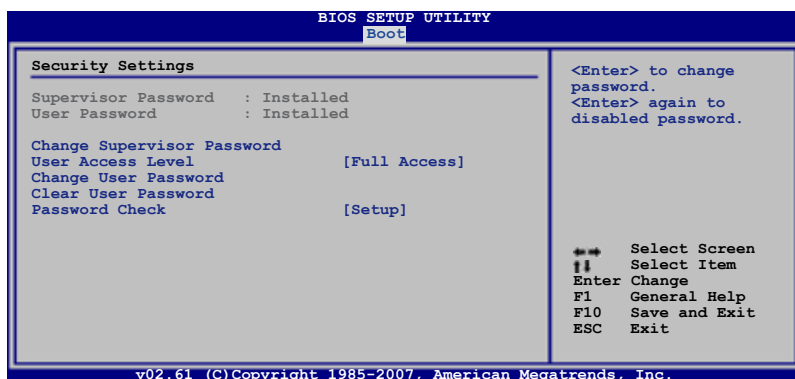 BIOS SETUP UTILITY
Boot
Security Settings
Supervisor Password : Installed
User Password : Installed
Change Supervisor Password
User Access Level [Full Access]
Change User Password
Clear User Password
Password Check [Setup]
<Enter> to change
password.
<Enter> again to
disabled password.
Select Screen
Select Item
Enter Change
F1 General Help
F10 Save and Exit
ESC Exit
v02.61 (C)Copyright 1985-2007, American Megatrends, Inc.